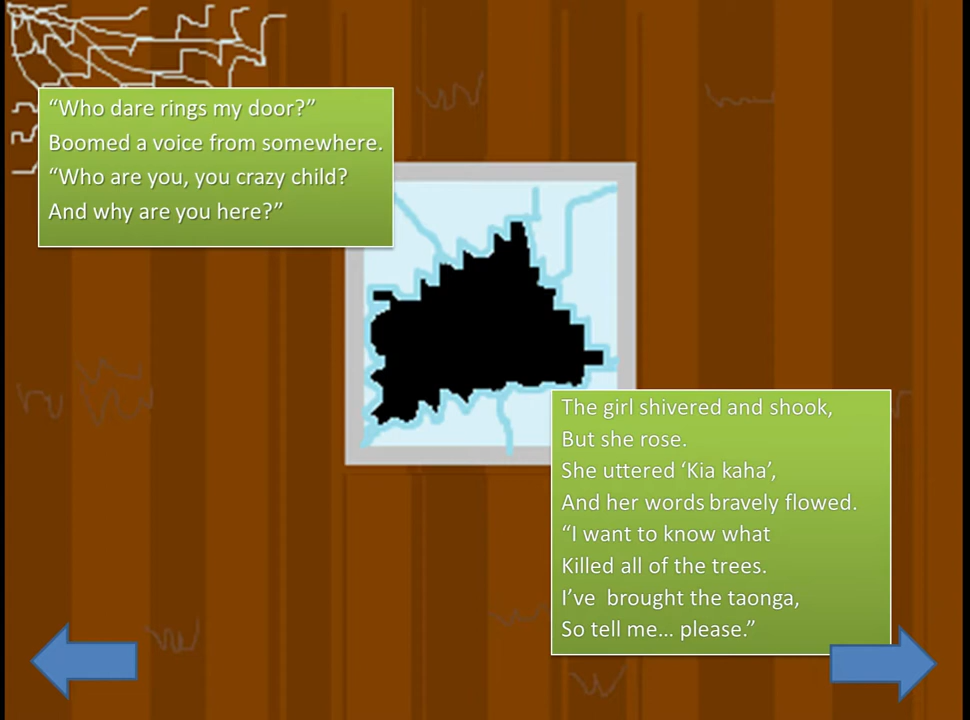 “Who dare rings my door?”
Boomed a voice from somewhere.
“Who are you, you crazy child?
And why are you here?”
The girl shivered and shook,
But she rose.
She uttered ‘Kia kaha’,
And her words bravely flowed.
“I want to know what
Killed all of the trees.
I’ve  brought the taonga,
So tell me… please.”